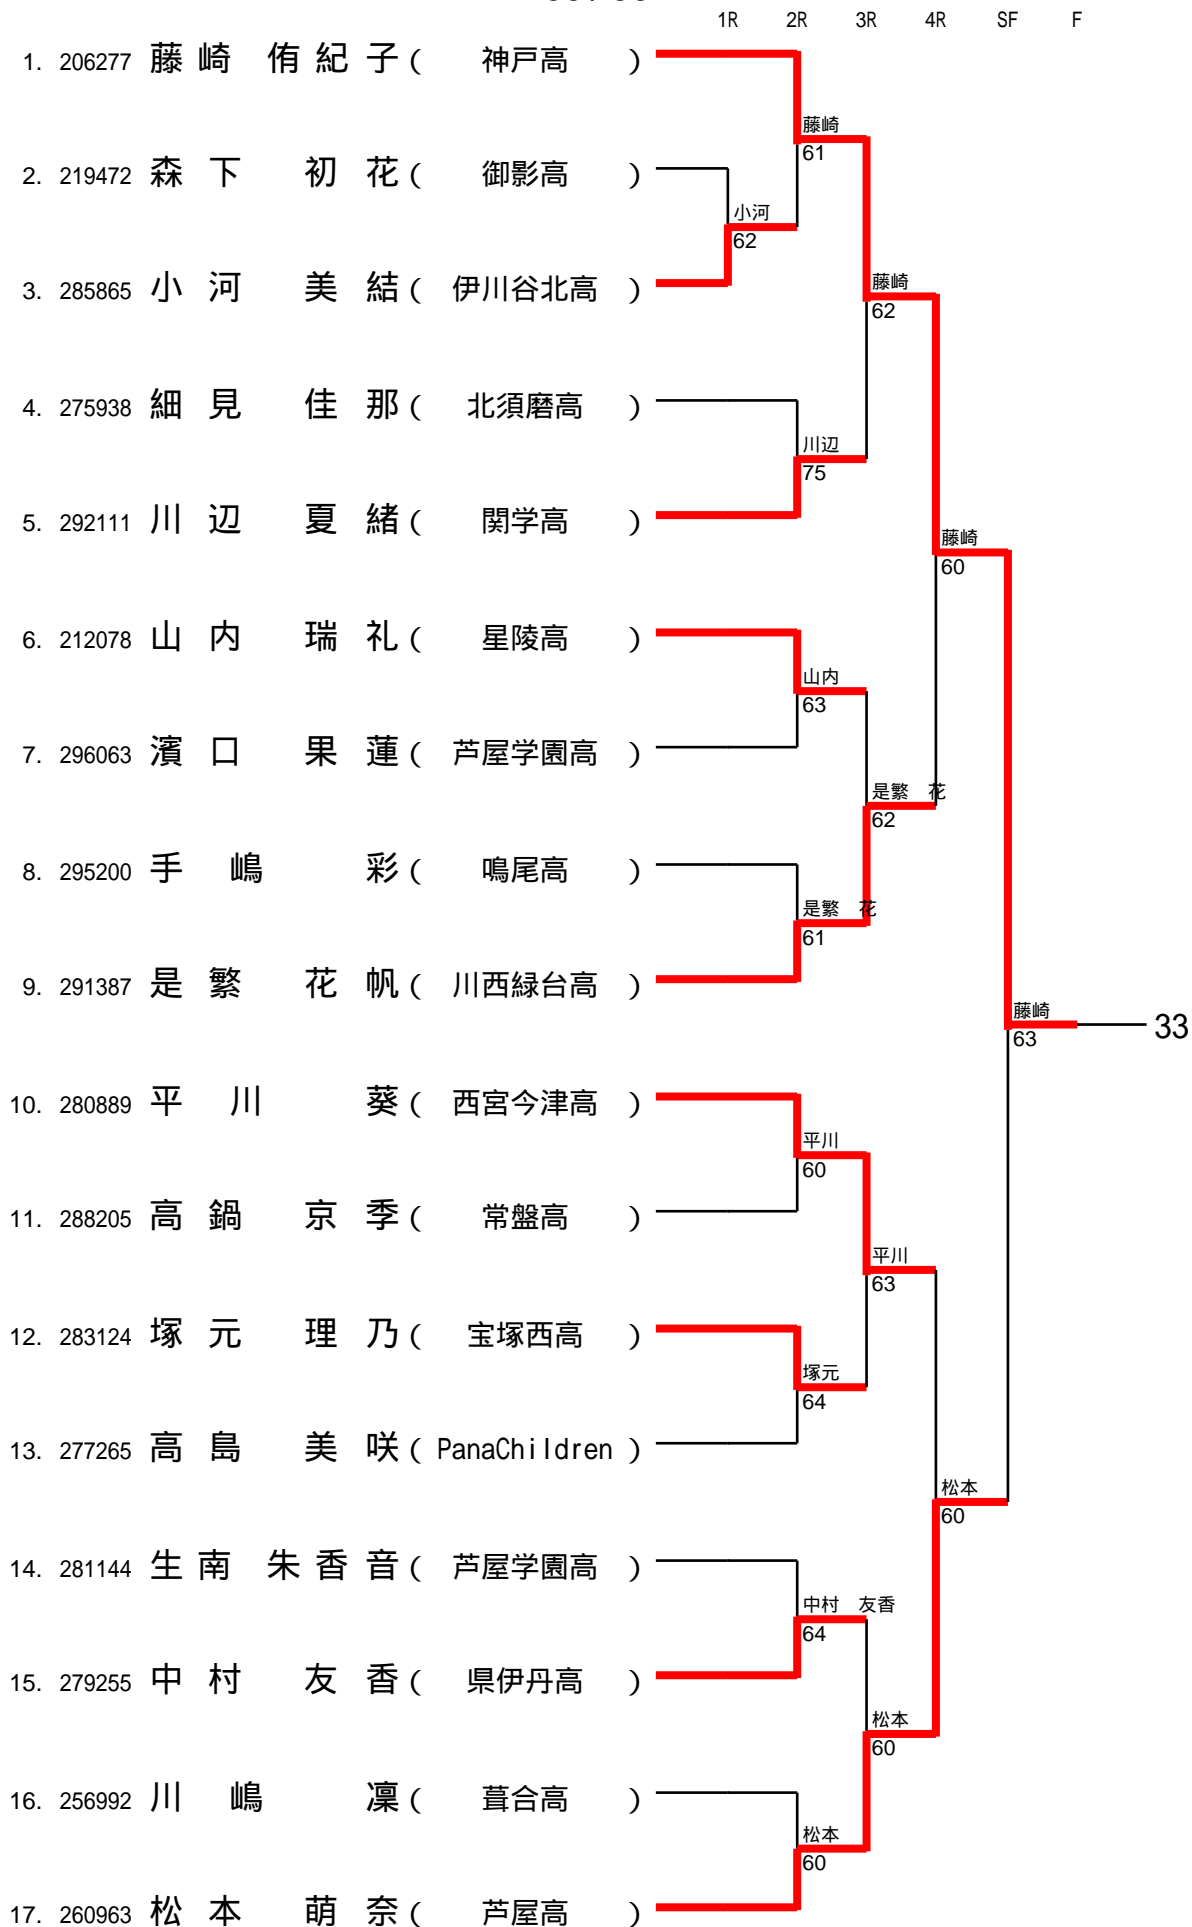 1R 2R 3R 4R SF F
1. 206277 藤崎 侑紀子 ( 神戸高 )
藤崎
61
2. 219472 森下 初花 ( 御影高 )
小河
62
3. 285865 小河 美結 ( 伊川谷北高 )
藤崎
62
4. 275938 細見 佳那 ( 北須磨高 )
川辺
75
5. 292111 川辺 夏緒 ( 関学高 )
藤崎
60
6. 212078 山内 瑞礼 ( 星陵高 )
山内
63
7. 296063 濱口 果蓮 ( 芦屋学園高 )
是繁 花
62
8. 295200 手嶋 彩 ( 鳴尾高 )
是繁 花
61
9. 291387 是繁 花帆 ( 川西緑台高 )
藤崎
63
33
10. 280889 平川 葵 ( 西宮今津高 )
平川
60
11. 288205 高鍋 京季 ( 常盤高 )
平川
63
12. 283124 塚元 理乃 ( 宝塚西高 )
塚元
64
13. 277265 高島 美咲 ( PanaChildren )
松本
60
14. 281144 生南 朱香音 ( 芦屋学園高 )
中村 友香
64
15. 279255 中村 友香 ( 県伊丹高 )
松本
60
16. 256992 川嶋 凜 ( 葺合高 )
松本
60
17. 260963 松本 萌奈 ( 芦屋高 )